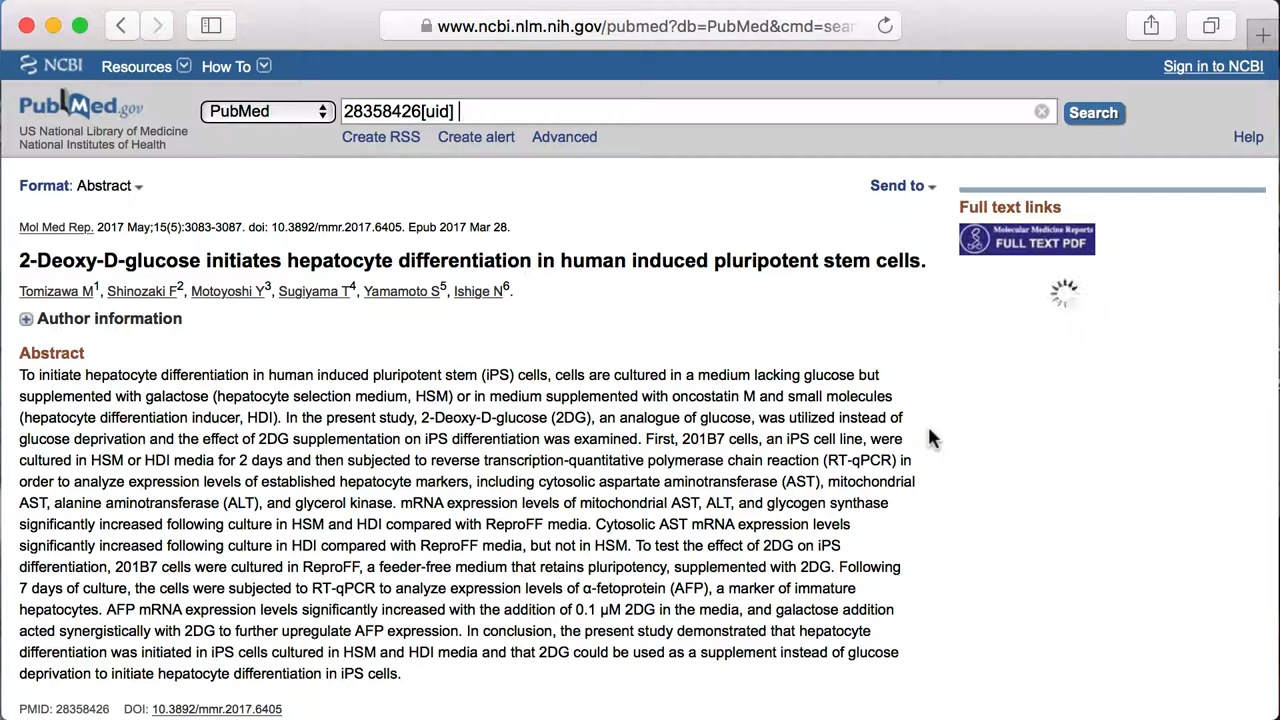 www.ncbi.nlm.nih.gov/pubmed?db=PubMed&cmd=sear
NCBI Resources How To Sign in to NCBI
PubMed.gov
US National Library of Medicine
National Institutes of Health
PubMed
28358426[uid]
Search
Create RSS Create alert Advanced Help
Format: Abstract Send to
Full text links
Molecular Medicine Reports
FULL TEXT PDF
Mol Med Rep. 2017 May;15(5):3083-3087. doi: 10.3892/mmr.2017.6405. Epub 2017 Mar 28.
2-Deoxy-D-glucose initiates hepatocyte differentiation in human induced pluripotent stem cells.
Tomizawa M1, Shinozaki F2, Motoyoshi Y3, Sugiyama T4, Yamamoto S5, Ishige N6.
Author information
Abstract
To initiate hepatocyte differentiation in human induced pluripotent stem (iPS) cells, cells are cultured in a medium lacking glucose but
supplemented with galactose (hepatocyte selection medium, HSM) or in medium supplemented with oncostatin M and small molecules
(hepatocyte differentiation inducer, HDI). In the present study, 2-Deoxy-D-glucose (2DG), an analogue of glucose, was utilized instead of
glucose deprivation and the effect of 2DG supplementation on iPS differentiation was examined. First, 201B7 cells, an iPS cell line, were
cultured in HSM or HDI media for 2 days and then subjected to reverse transcription-quantitative polymerase chain reaction (RT-qPCR) in
order to analyze expression levels of established hepatocyte markers, including cytosolic aspartate aminotransferase (AST), mitochondrial
AST, alanine aminotransferase (ALT), and glycerol kinase. mRNA expression levels of mitochondrial AST, ALT, and glycogen synthase
significantly increased following culture in HSM and HDI compared with ReproFF media. Cytosolic AST mRNA expression levels
significantly increased following culture in HDI compared with ReproFF media, but not in HSM. To test the effect of 2DG on iPS
differentiation, 201B7 cells were cultured in ReproFF, a feeder-free medium that retains pluripotency, supplemented with 2DG. Following
7 days of culture, the cells were subjected to RT-qPCR to analyze expression levels of α-fetoprotein (AFP), a marker of immature
hepatocytes. AFP mRNA expression levels significantly increased with the addition of 0.1 μM 2DG in the media, and galactose addition
acted synergistically with 2DG to further upregulate AFP expression. In conclusion, the present study demonstrated that hepatocyte
differentiation was initiated in iPS cells cultured in HSM and HDI media and that 2DG could be used as a supplement instead of glucose
deprivation to initiate hepatocyte differentiation in iPS cells.
PMID: 28358426 DOI: 10.3892/mmr.2017.6405